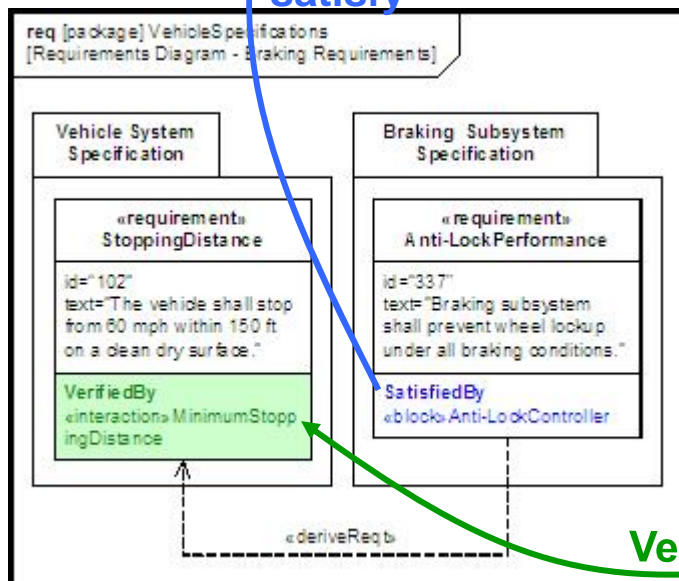 satisfy
req [package] VehicleSpecifications
[Requirements Diagram - Braking Requirements]
Vehicle System
Specification
«requirement»
StoppingDistance
id="102"
text="The vehicle shall stop
from 60 mph within 150 ft
on a clean dry surface."
VerifiedBy
«interaction» MinimumStopp
ingDistance
Braking Subsystem
Specification
«requirement»
Anti-LockPerformance
id="337"
text="Braking subsystem
shall prevent wheel lockup
under all braking conditions."
SatisfiedBy
«block» Anti-LockController
«deriveReqt»
Ve